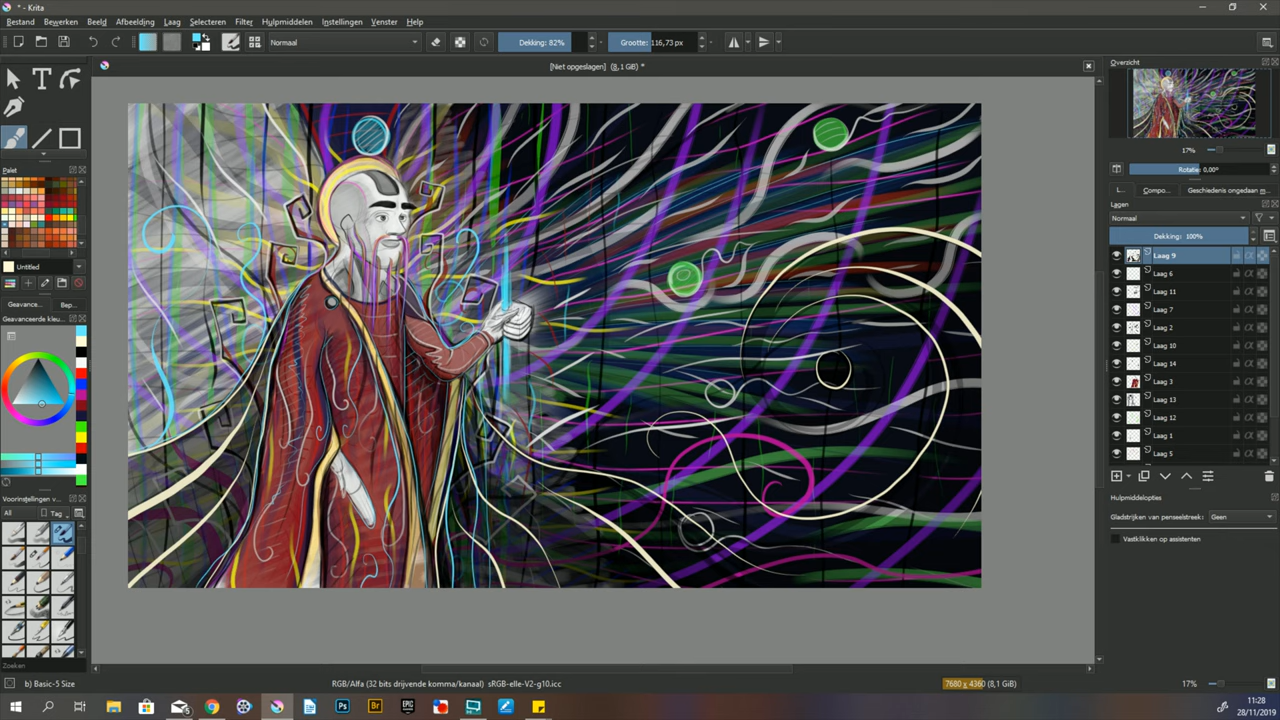 * - Krita
Bestand Bewerken Beeld Afbeelding Laag Selecteren Filter Hulpmiddelen Instellingen Venster Help
Normaal Dekking: 82% Grootte: 116,73 px
[Niet opgeslagen] (8,1 GiB) *
Overzicht
17%
Rotatie: 0,00°
L... Compo... Geschiedenis ongedaan m...
Lagen
Normaal
Dekking: 100%
Laag 9
Laag 6
Laag 11
Laag 7
Laag 2
Laag 10
Laag 14
Laag 3
Laag 13
Laag 12
Laag 1
Laag 5
Hulpmiddelopties
Gladstrijken van penseelstreek: Geen
Vastklikken op assistenten
Palet
Untitled
Geavance... Bep...
Geavanceerde kleu...
Voorinstellingen v...
All Tag
Zoeken
b) Basic-5 Size
RGB/Alfa (32 bits drijvende komma/kanaal) sRGB-elle-V2-g10.icc
7680 x 4360 (8,1 GiB)
17%
Ps
Br
EPIC
11:28
28/11/2019